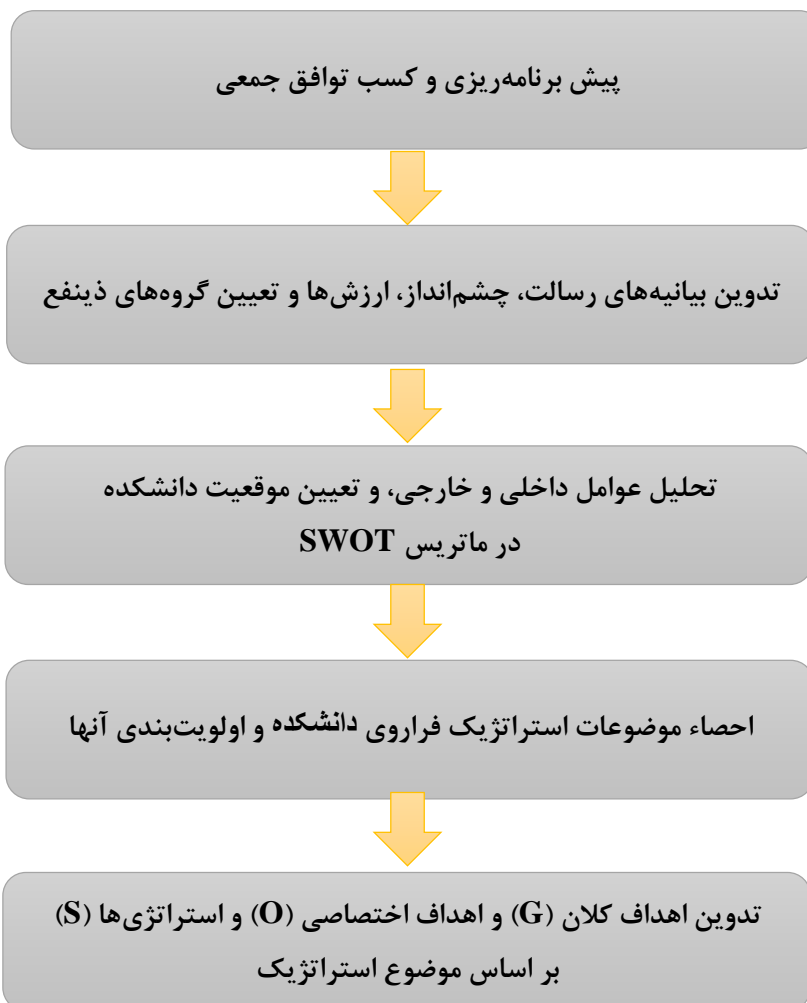 پیش برنامه‌ریزی و کسب توافق جمعی
تدوین بیانیه‌های رسالت، چشم‌انداز، ارزش‌ها و تعیین گروه‌های ذینفع
تحلیل عوامل داخلی و خارجی، و تعیین موقعیت دانشکده
در ماتریس SWOT
احصاء موضوعات استراتژیک فراروی دانشکده و اولویت‌بندی آنها
تدوین اهداف کلان (G) و اهداف اختصاصی (O) و استراتژی‌ها (S)
بر اساس موضوع استراتژیک